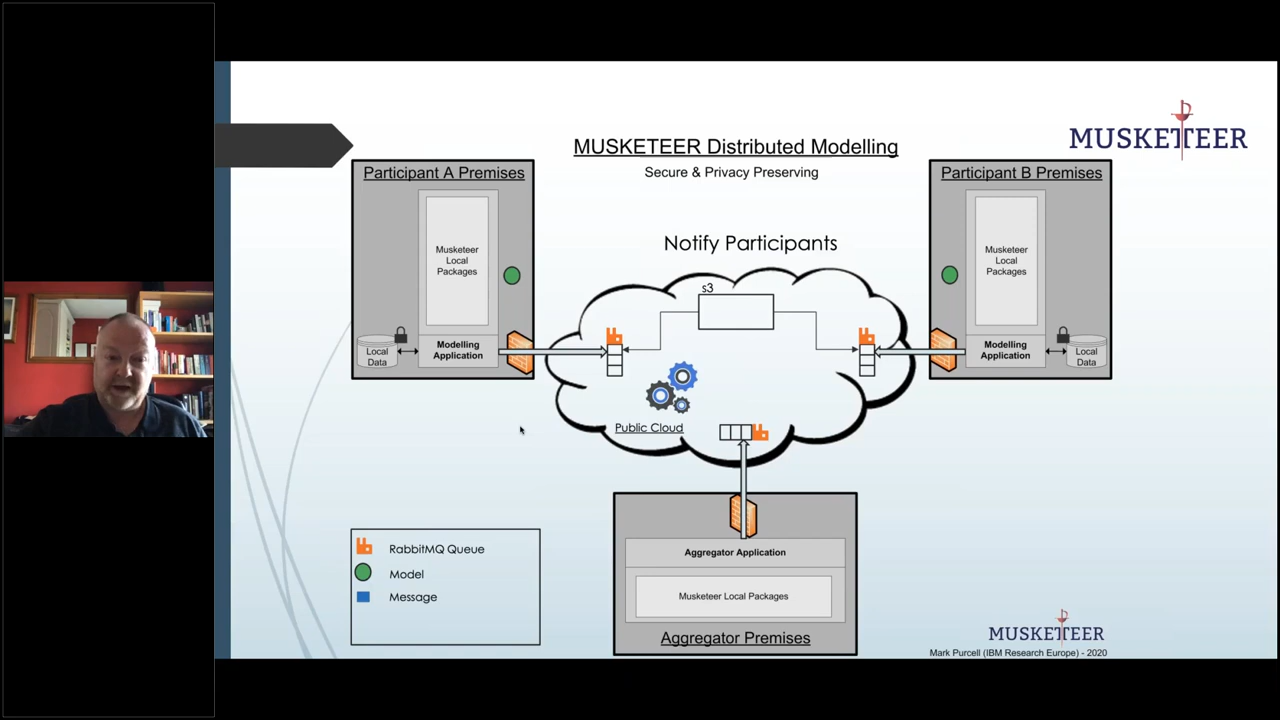 MUSKETEER
MUSKETEER Distributed Modelling
Secure & Privacy Preserving
Participant A Premises
Musketeer
Local
Packages
Local
Data
Modelling
Application
Notify Participants
s3
Public Cloud
Participant B Premises
Musketeer
Local
Packages
Modelling
Application
Local
Data
RabbitMQ Queue
Model
Message
Aggregator Application
Musketeer Local Packages
Aggregator Premises
MUSKETEER
Mark Purcell (IBM Research Europe) - 2020